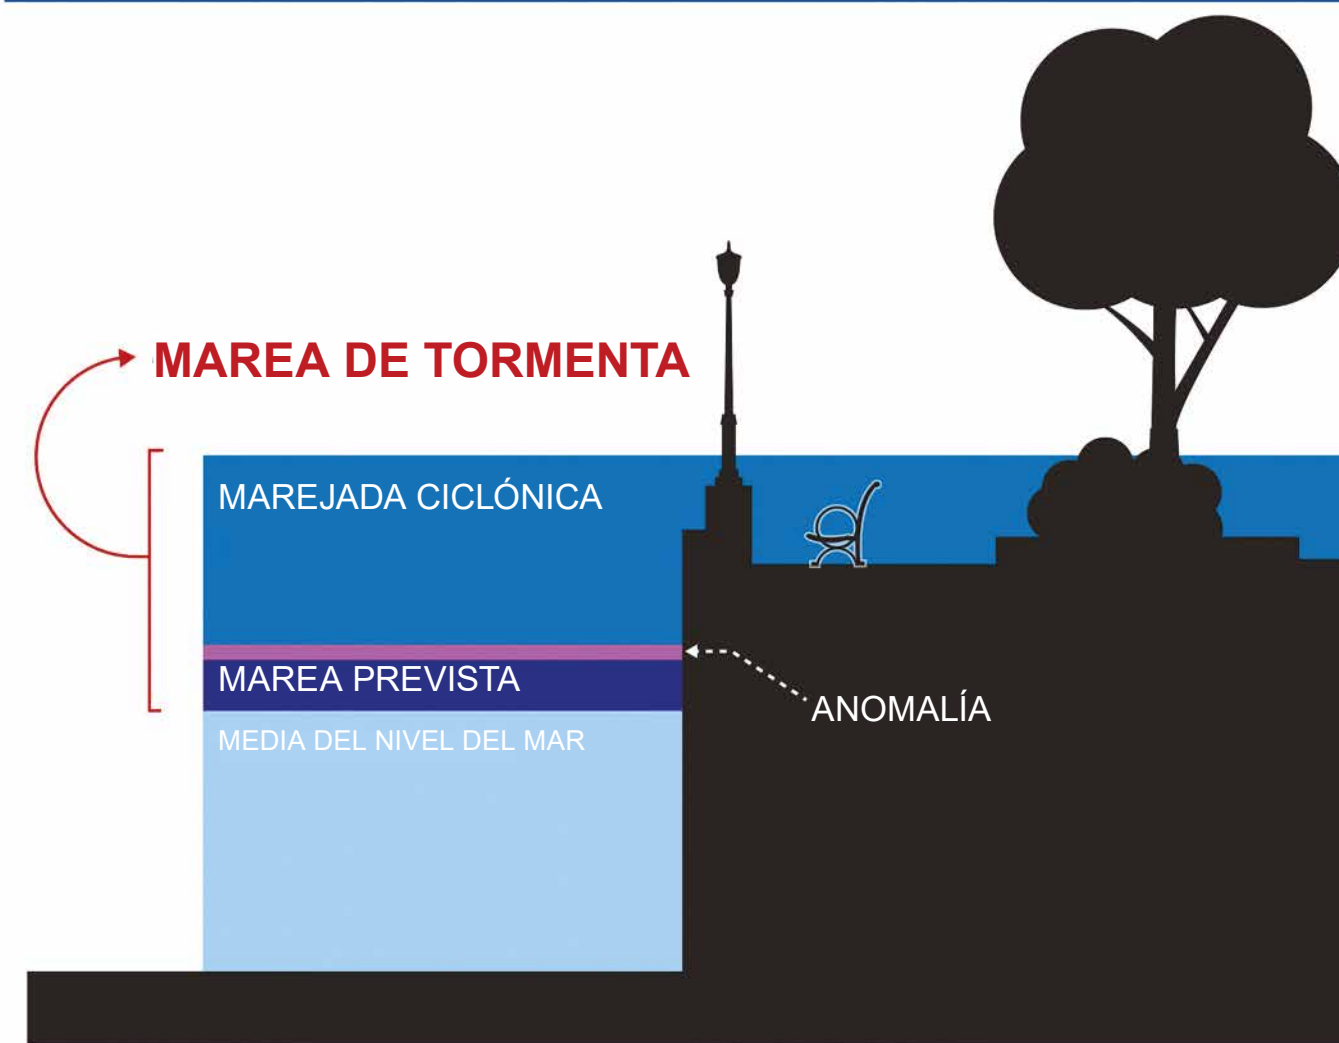 MAREA DE TORMENTA
MAREJADA CICLÓNICA
MAREA PREVISTA
ANOMALÍA
MEDIA DEL NIVEL DEL MAR